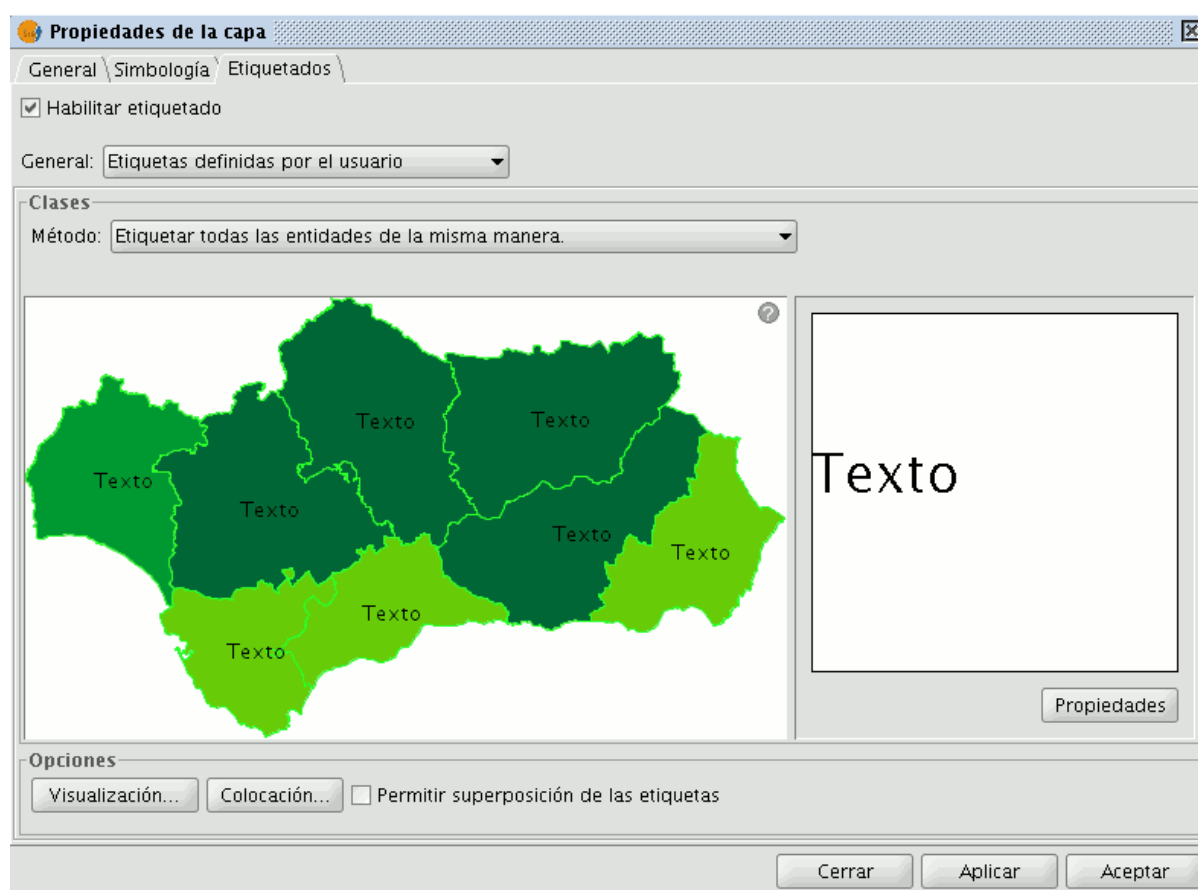 Propiedades de la capa
General Simbología Etiquetados
Habilitar etiquetado
General: Etiquetas definidas por el usuario
Clases
Método: Etiquetar todas las entidades de la misma manera.
?
Texto Texto
Texto
Texto
Texto
Texto
Texto
Texto
Texto
Propiedades
Opciones
Visualización... Colocación... Permitir superposición de las etiquetas
Cerrar Aplicar Aceptar